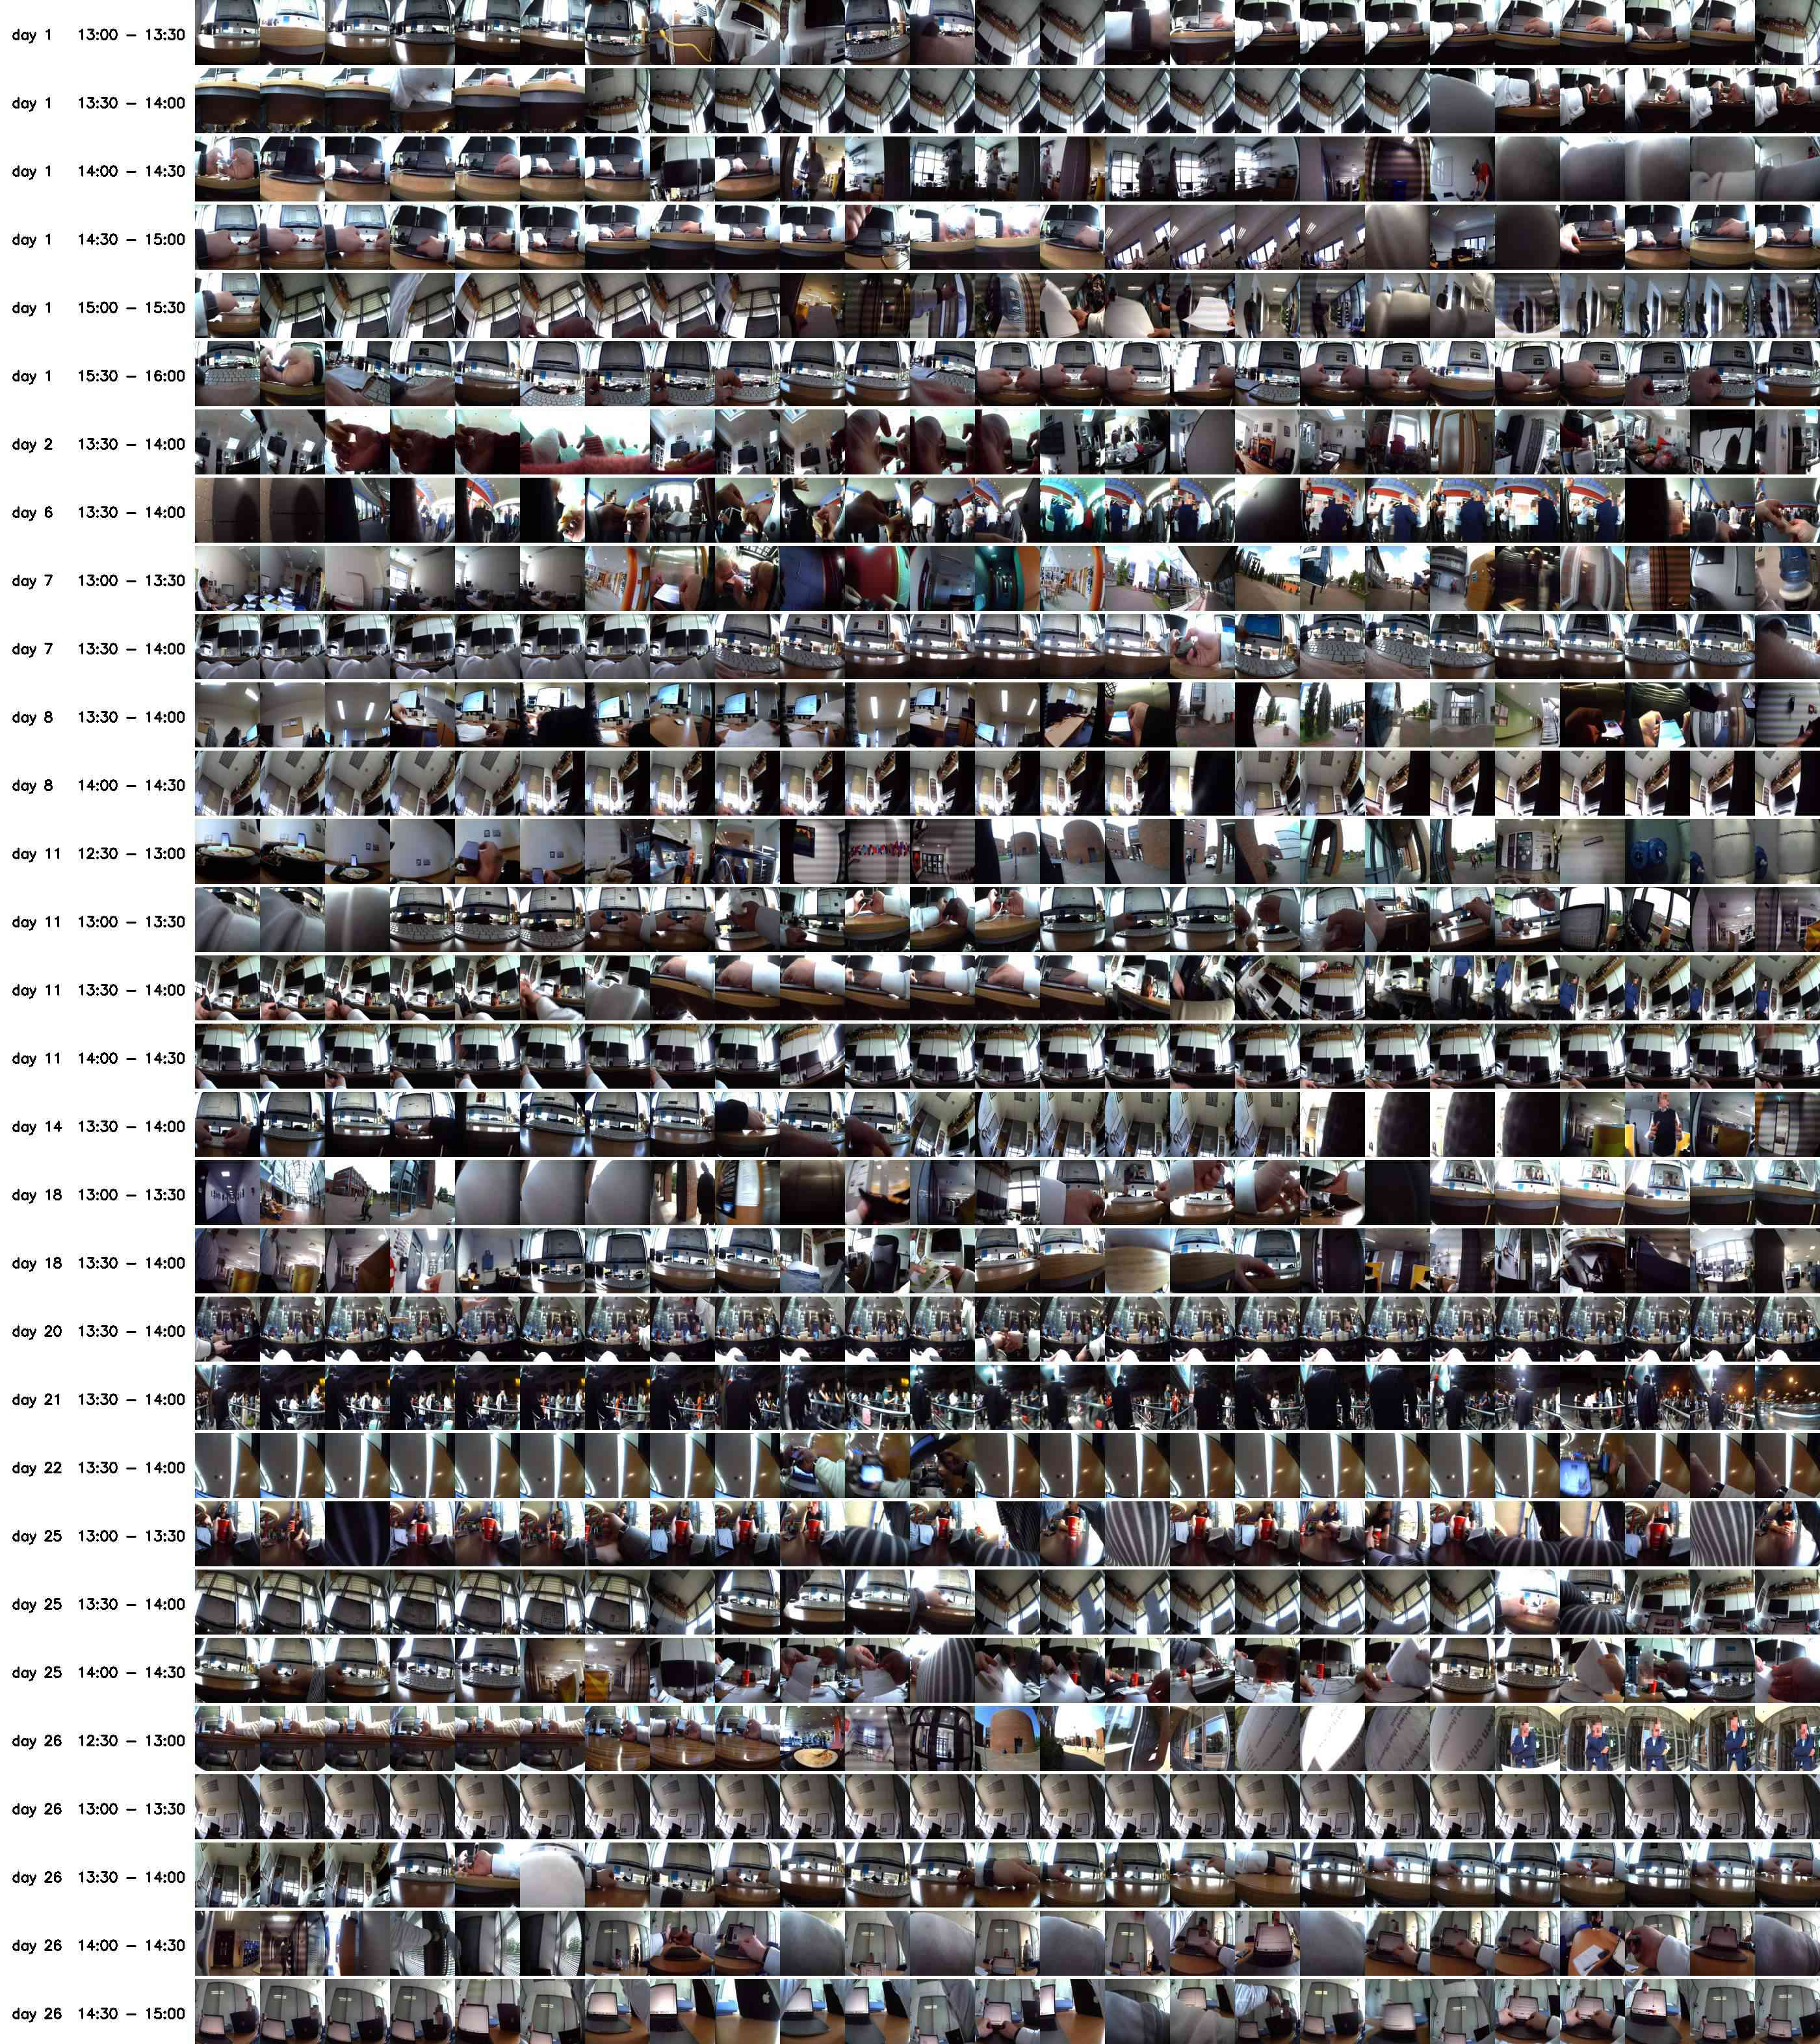 day 1 13:00 – 13:30
day 1 13:30 – 14:00
day 1 14:00 – 14:30
day 1 14:30 – 15:00
day 1 15:00 – 15:30
day 1 15:30 – 16:00
day 2 13:30 – 14:00
day 6 13:30 – 14:00
day 7 13:00 – 13:30
day 7 13:30 – 14:00
day 8 13:30 – 14:00
day 8 14:00 – 14:30
day 11 12:30 – 13:00
day 11 13:00 – 13:30
day 11 13:30 – 14:00
day 11 14:00 – 14:30
day 14 13:30 – 14:00
day 18 13:00 – 13:30
day 18 13:30 – 14:00
day 20 13:30 – 14:00
day 21 13:30 – 14:00
day 22 13:30 – 14:00
day 25 13:00 – 13:30
day 25 13:30 – 14:00
day 25 14:00 – 14:30
day 26 12:30 – 13:00
day 26 13:00 – 13:30
day 26 13:30 – 14:00
day 26 14:00 – 14:30
day 26 14:30 – 15:00